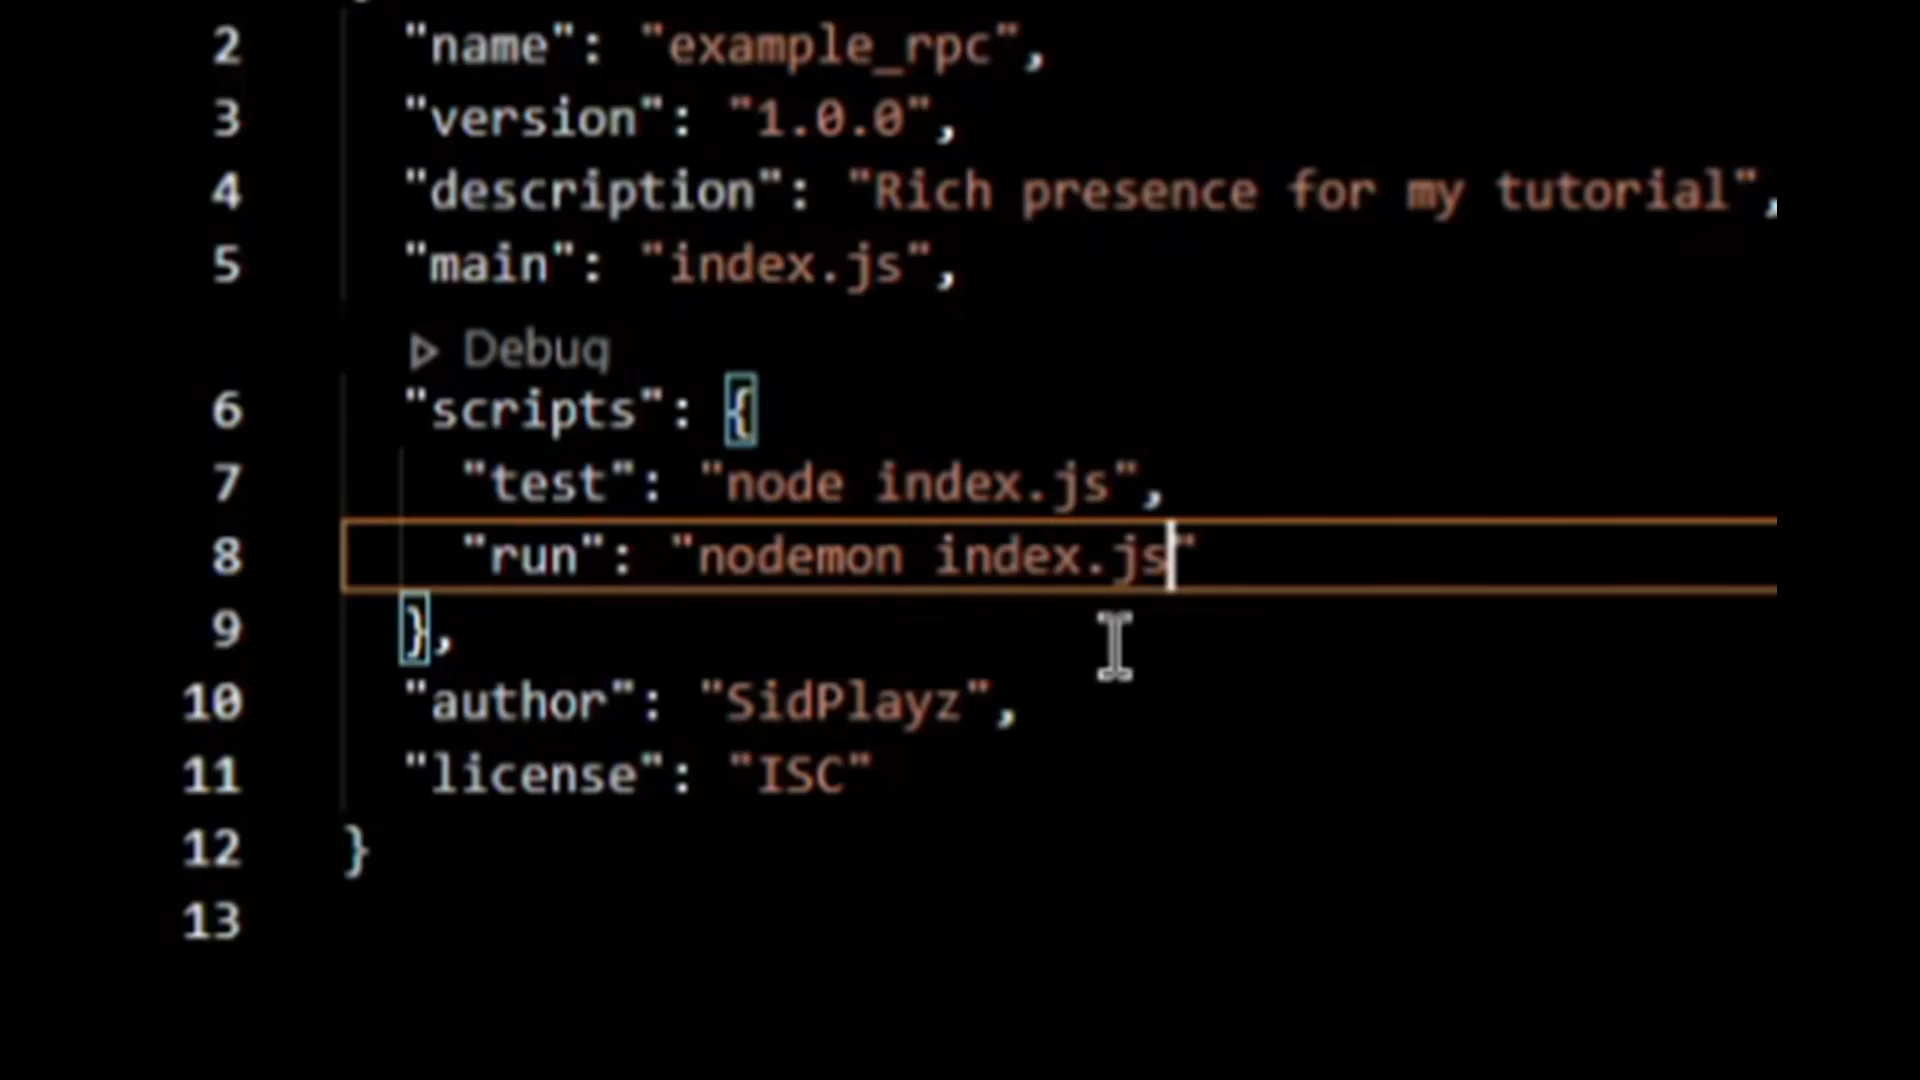 2 "name": "example_rpc",
3 "version": "1.0.0",
4 "description": "Rich presence for my tutorial",
5 "main": "index.js",
Debug
6 "scripts": {
7 "test": "node index.js",
8 "run": "nodemon index.js"
9 },
10 "author": "SidPlayz",
11 "license": "ISC"
12 }
13